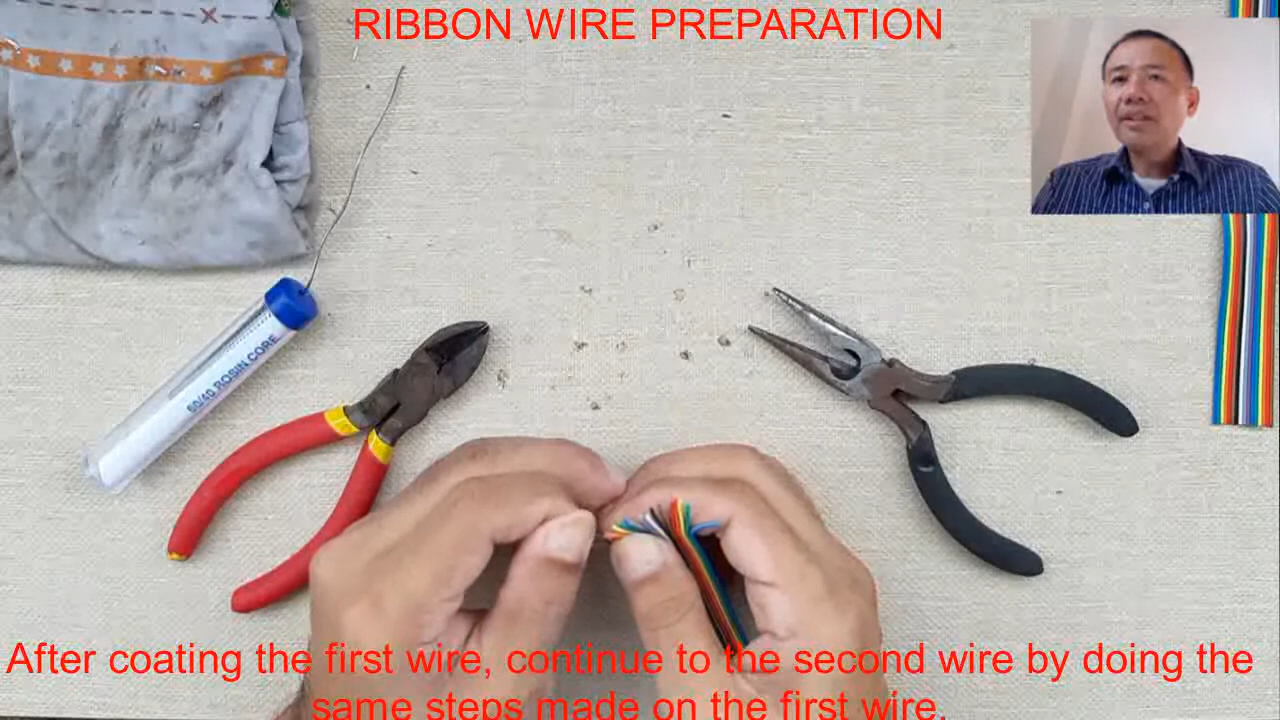 RIBBON WIRE PREPARATION
60/40 ROSIN CORE
After coating the first wire, continue to the second wire by doing the
same steps made on the first wire.